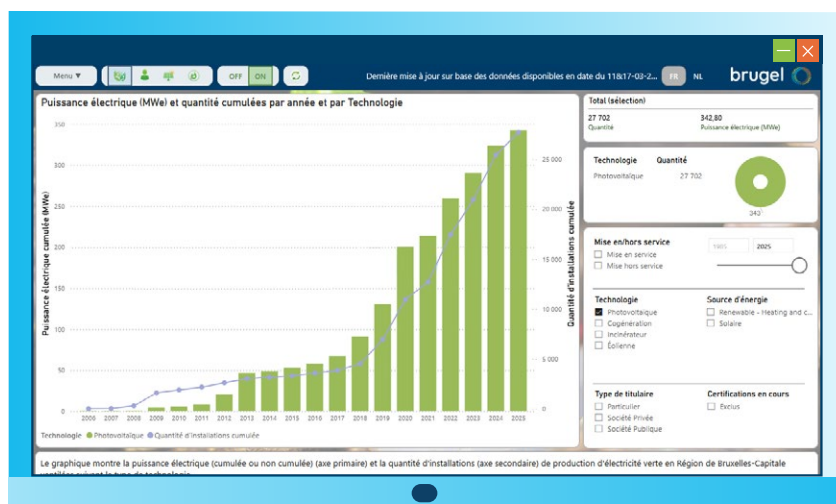 Menu ▼
OFF ON
Dernière mise à jour sur base des données disponibles en date du 11&17-03-2...
FR NL
brugel
Puissance électrique (MWe) et quantité cumulées par année et par Technologie
Puissance électrique cumulée (MWe)
350
300
250
200
150
100
50
0
25 000
20 000
15 000
10 000
5 000
0
Quantité d'installations cumulée
2006 2007 2008 2009 2010 2011 2012 2013 2014 2015 2016 2017 2018 2019 2020 2021 2022 2023 2024 2025
Technologie Photovoltaïque Quantité d'installations cumulée
Total (sélection)
27 702 342,80
Quantité Puissance électrique (MWe)
Technologie Quantité
Photovoltaïque 27 702
343
Mise en/hors service
1985 2025
Mise en service
Mise hors service
Technologie
Photovoltaïque
Cogénération
Incinérateur
Éolienne
Source d'énergie
Renewable - Heating and c...
Solaire
Type de titulaire
Particulier
Société Privée
Société Publique
Certifications en cours
Exclus
Le graphique montre la puissance électrique (cumulée ou non cumulée) (axe primaire) et la quantité d'installations (axe secondaire) de production d'électricité verte en Région de Bruxelles-Capitale